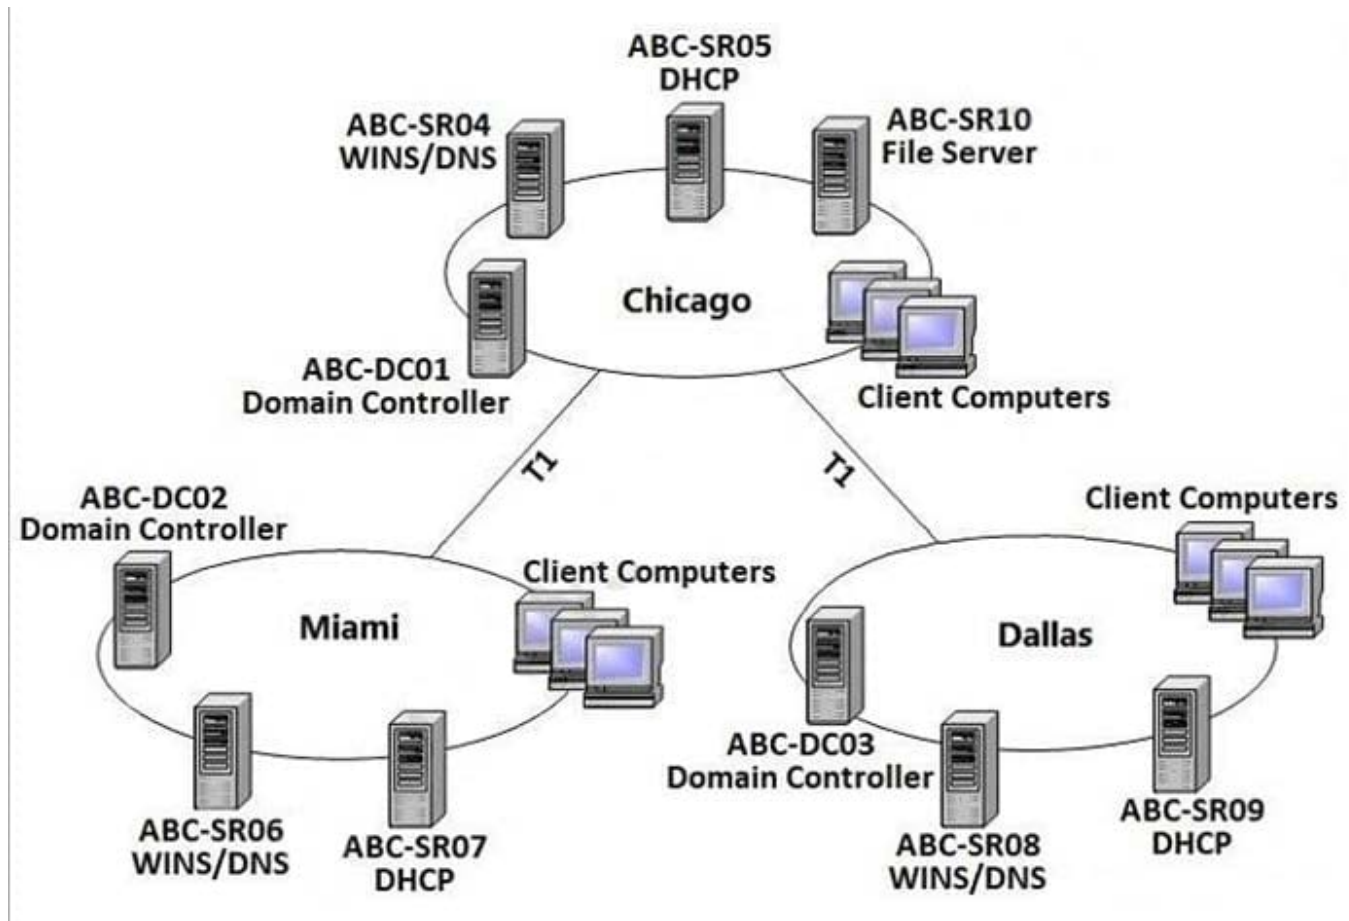 ABC-SR05
DHCP
ABC-SR04
WINS/DNS
ABC-SR10
File Server
Chicago
ABC-DC01
Domain Controller
Client Computers
T1
T1
ABC-DC02
Domain Controller
Client Computers
Miami
ABC-SR06
WINS/DNS
ABC-SR07
DHCP
Client Computers
Dallas
ABC-DC03
Domain Controller
ABC-SR08
WINS/DNS
ABC-SR09
DHCP